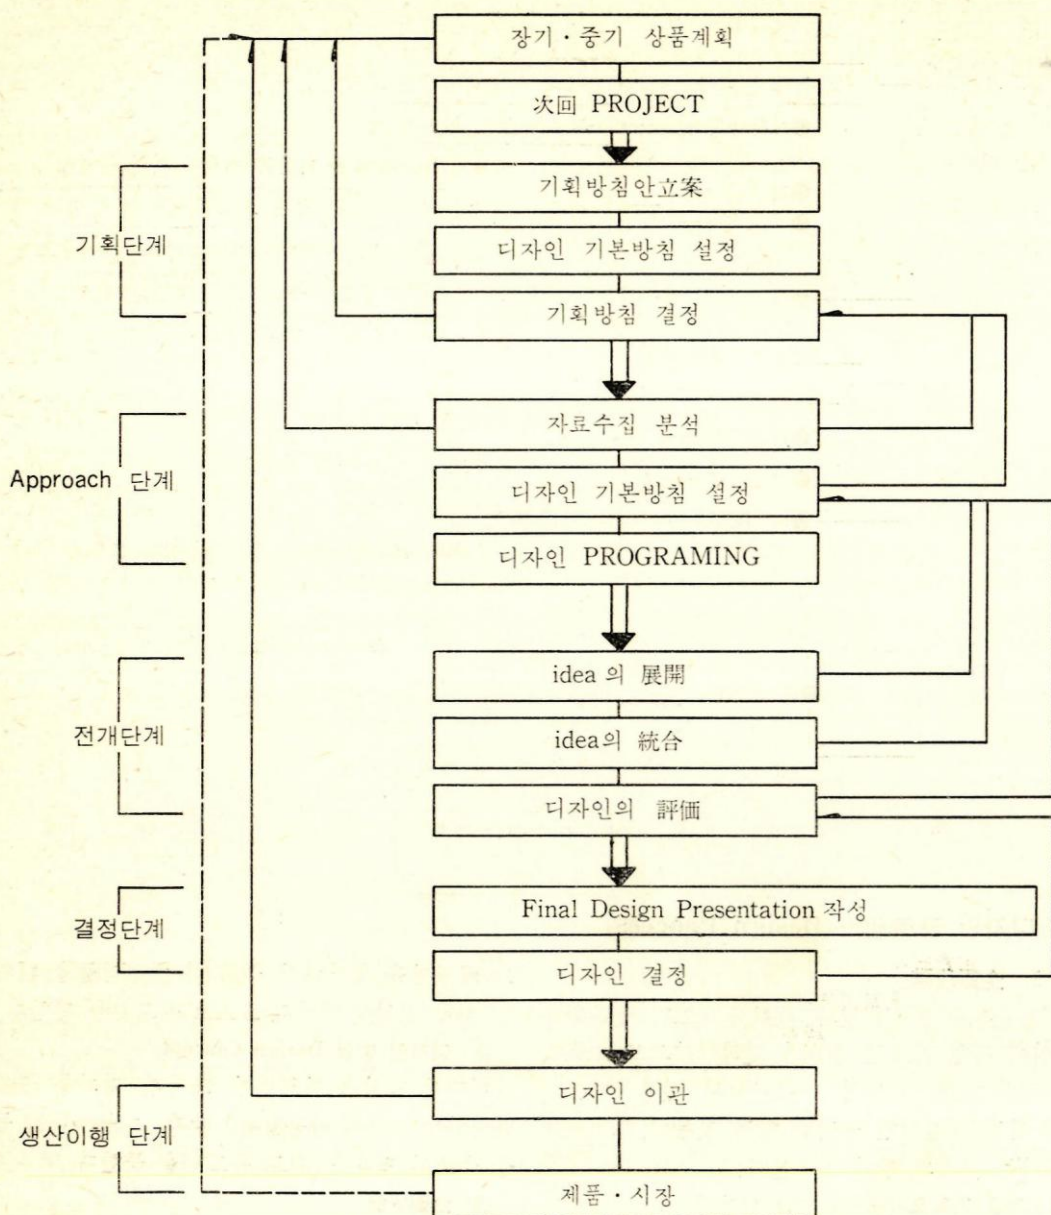 장기·중기 상품계획
次回 PROJECT
기획방침안立案
기획단계
디자인 기본방침 설정
기획방침 결정
자료수집 분석
Approach 단계
디자인 기본방침 설정
디자인 PROGRAMING
idea의 展開
전개단계
idea의 統合
디자인의 評価
Final Design Presentation 작성
결정단계
디자인 결정
디자인 이관
생산이행 단계
제품·시장